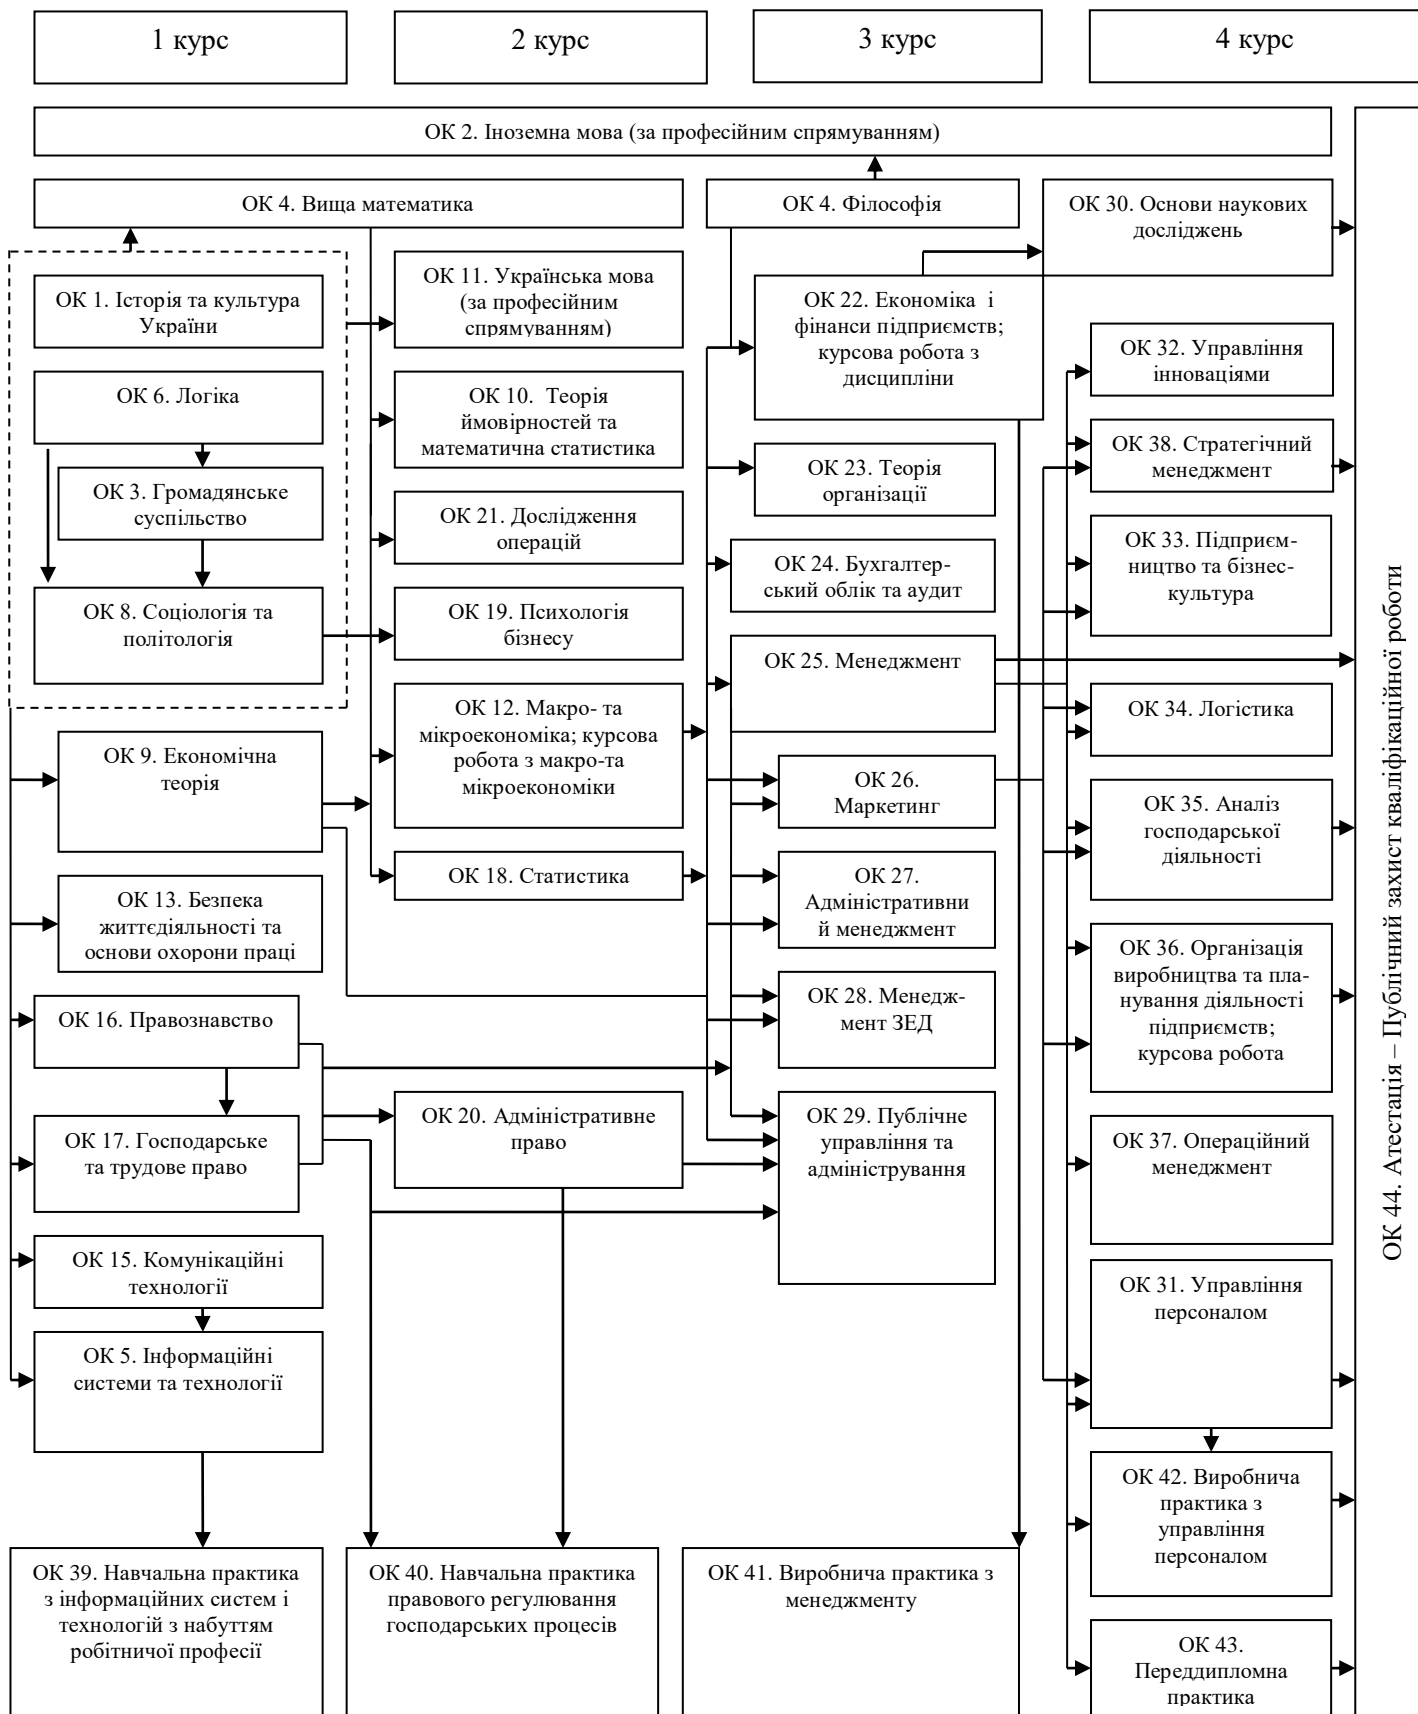 1 курс
2 курс
3 курс
4 курс
ОК 2. Іноземна мова (за професійним спрямуванням)
ОК 4. Вища математика
ОК 4. Філософія
ОК 30. Основи наукових
досліджень
ОК 1. Історія та культура
України
ОК 11. Українська мова
(за професійним
спрямуванням)
ОК 22. Економіка і
фінанси підприємств;
курсова робота з
дисципліни
ОК 32. Управління
інноваціями
ОК 6. Логіка
ОК 10. Теорія
ймовірностей та
математична статистика
ОК 38. Стратегічний
менеджмент
ОК 3. Громадянське
суспільство
ОК 23. Теорія
організації
ОК 21. Дослідження
операцій
ОК 24. Бухгалтер-
ський облік та аудит
ОК 33. Підприєм-
ництво та бізнес-
культура
ОК 8. Соціологія та
політологія
ОК 19. Психологія
бізнесу
ОК 25. Менеджмент
ОК 34. Логістика
ОК 9. Економічна
теорія
ОК 12. Макро- та
мікроекономіка; курсова
робота з макро-та
мікроекономіки
ОК 26.
Маркетинг
ОК 35. Аналіз
господарської
діяльності
ОК 18. Статистика
ОК 27.
Адміністративни
й менеджмент
ОК 13. Безпека
життєдіяльності та
основи охорони праці
ОК 36. Організація
виробництва та пла-
нування діяльності
підприємств;
курсова робота
ОК 16. Правознавство
ОК 28. Менедж-
мент ЗЕД
ОК 17. Господарське
та трудове право
ОК 20. Адміністративне
право
ОК 29. Публічне
управління та
адміністрування
ОК 37. Операційний
менеджмент
ОК 15. Комунікаційні
технології
ОК 31. Управління
персоналом
ОК 5. Інформаційні
системи та технології
ОК 42. Виробнича
практика з
управління
персоналом
ОК 39. Навчальна практика
з інформаційних систем і
технологій з набуттям
робітничої професії
ОК 40. Навчальна практика
правового регулювання
господарських процесів
ОК 41. Виробнича практика з
менеджменту
ОК 43.
Переддипломна
практика
ОК 44. Атестація – Публічний захист кваліфікаційної роботи